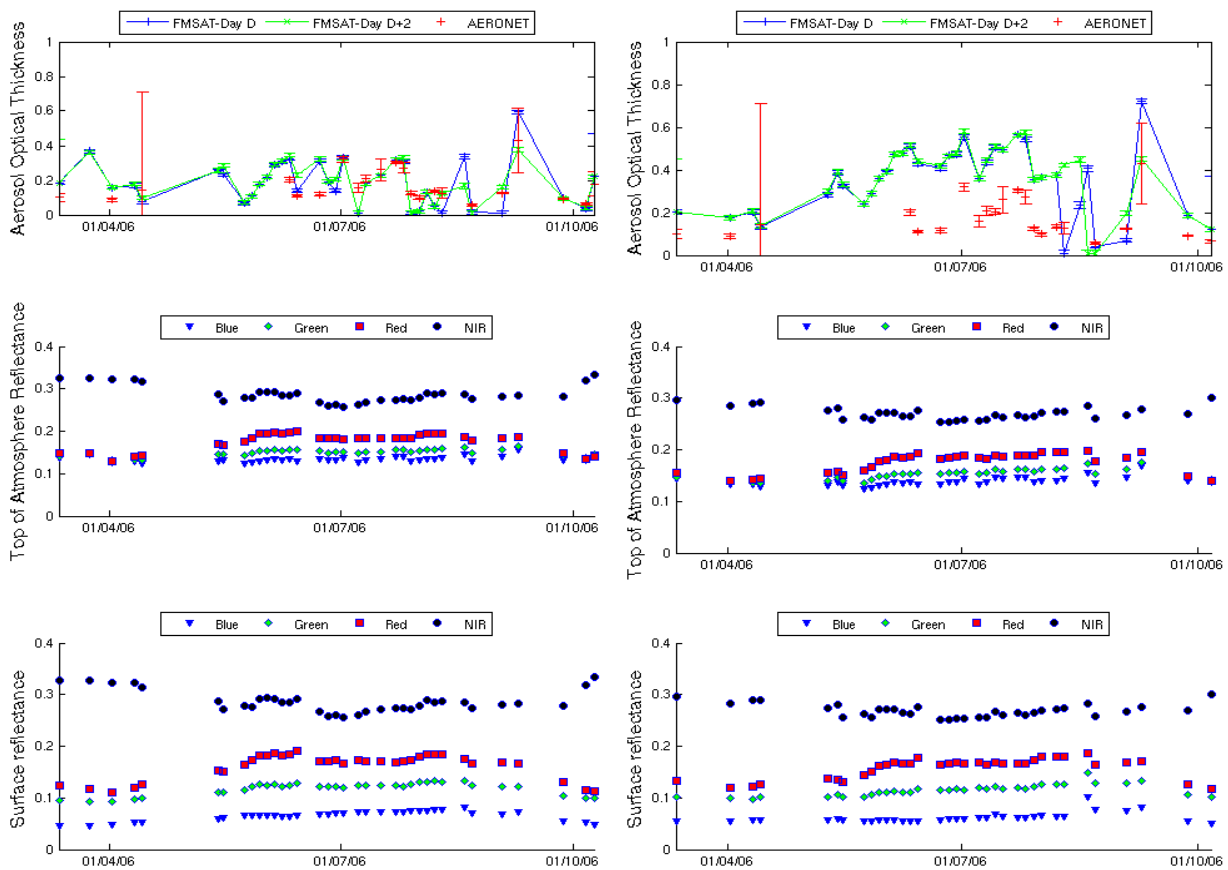 FMSAT-Day D FMSAT-Day D+2 AERONET
Aerosol Optical Thickness
1
0.8
0.6
0.4
0.2
0
01/04/06 01/07/06 01/10/06
FMSAT-Day D FMSAT-Day D+2 AERONET
Aerosol Optical Thickness
1
0.8
0.6
0.4
0.2
0
01/04/06 01/07/06 01/10/06
Blue Green Red NIR
Top of Atmosphere Reflectance
0.4
0.3
0.2
0.1
0
01/04/06 01/07/06 01/10/06
Blue Green Red NIR
Top of Atmosphere Reflectance
0.4
0.3
0.2
0.1
0
01/04/06 01/07/06 01/10/06
Blue Green Red NIR
Surface reflectance
0.4
0.3
0.2
0.1
0
01/04/06 01/07/06 01/10/06
Blue Green Red NIR
Surface reflectance
0.4
0.3
0.2
0.1
0
01/04/06 01/07/06 01/10/06